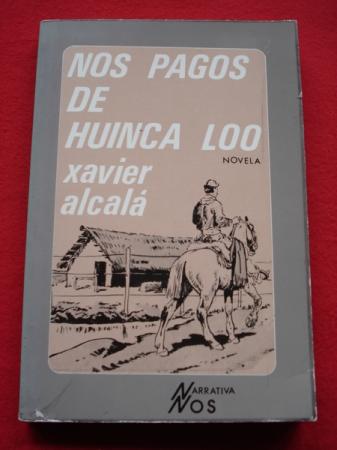 NOS PAGOS
DE
HUINCA LOO
NOVELA
xavier
alcalá
NARRATIVA
NOS